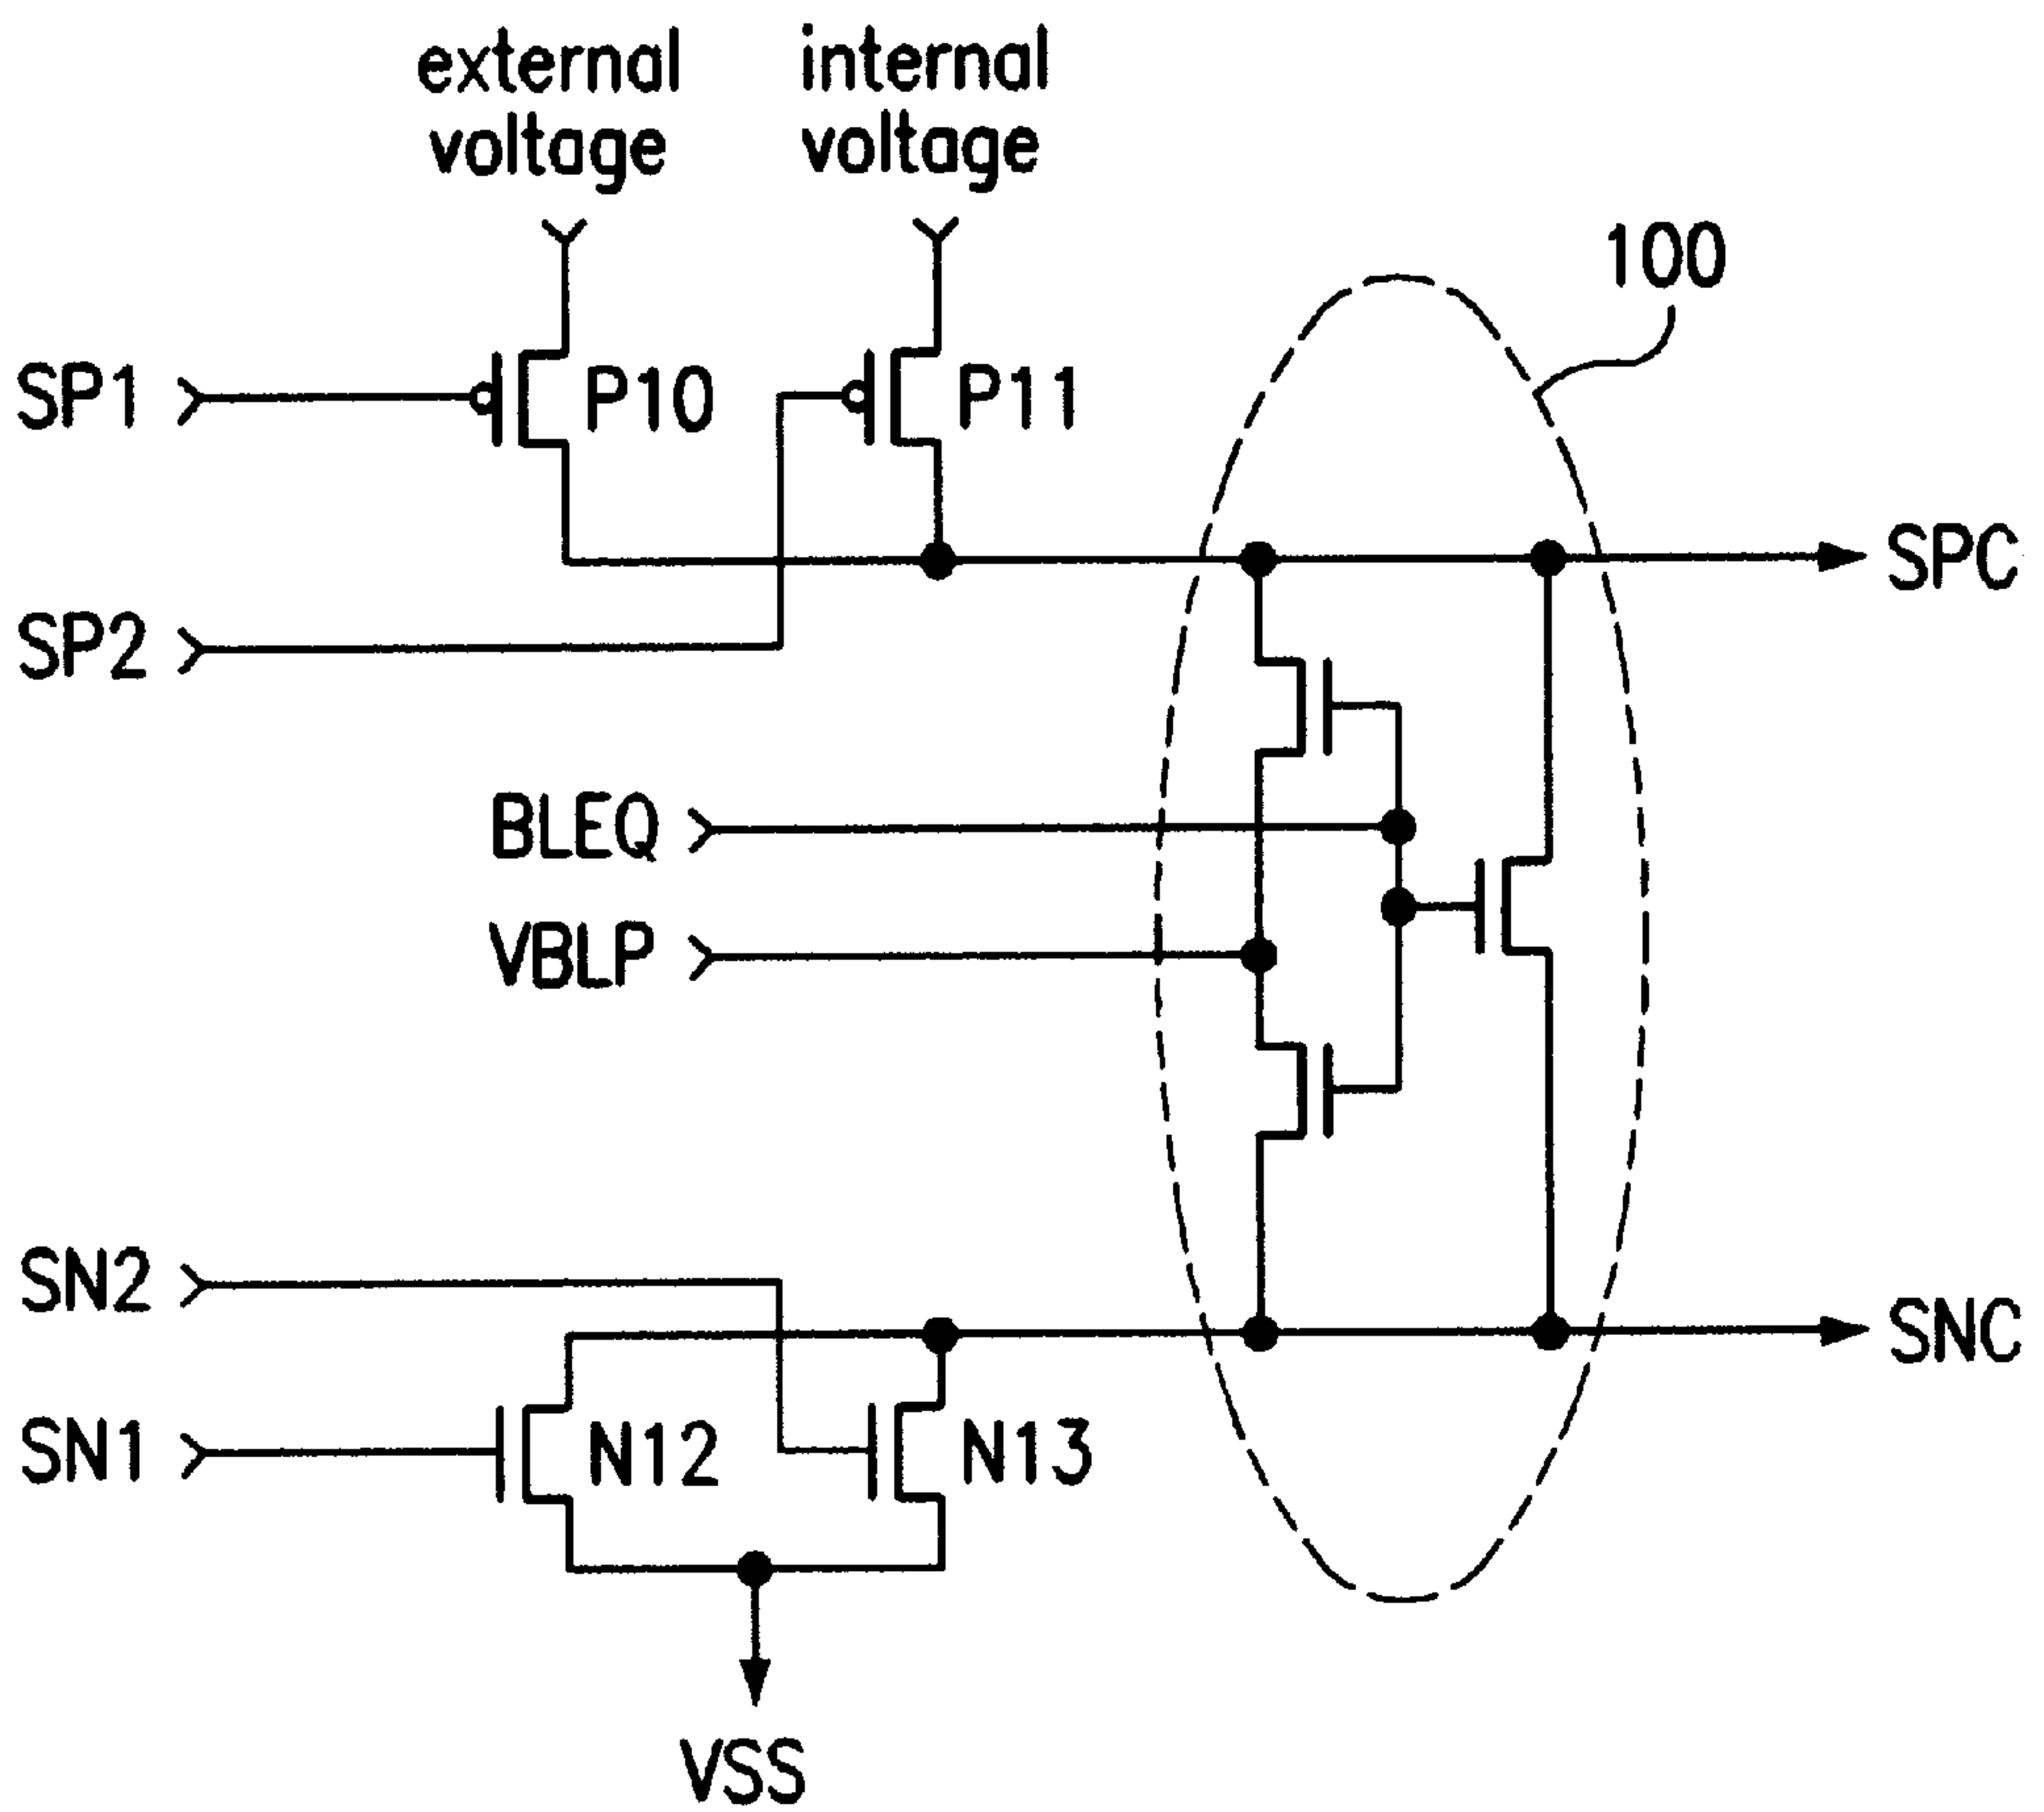 external
voltage
internal
voltage
100
SP1
P10
P11
SPC
SP2
BLEQ
VBLP
SN2
SNC
SN1
N12
N13
VSS